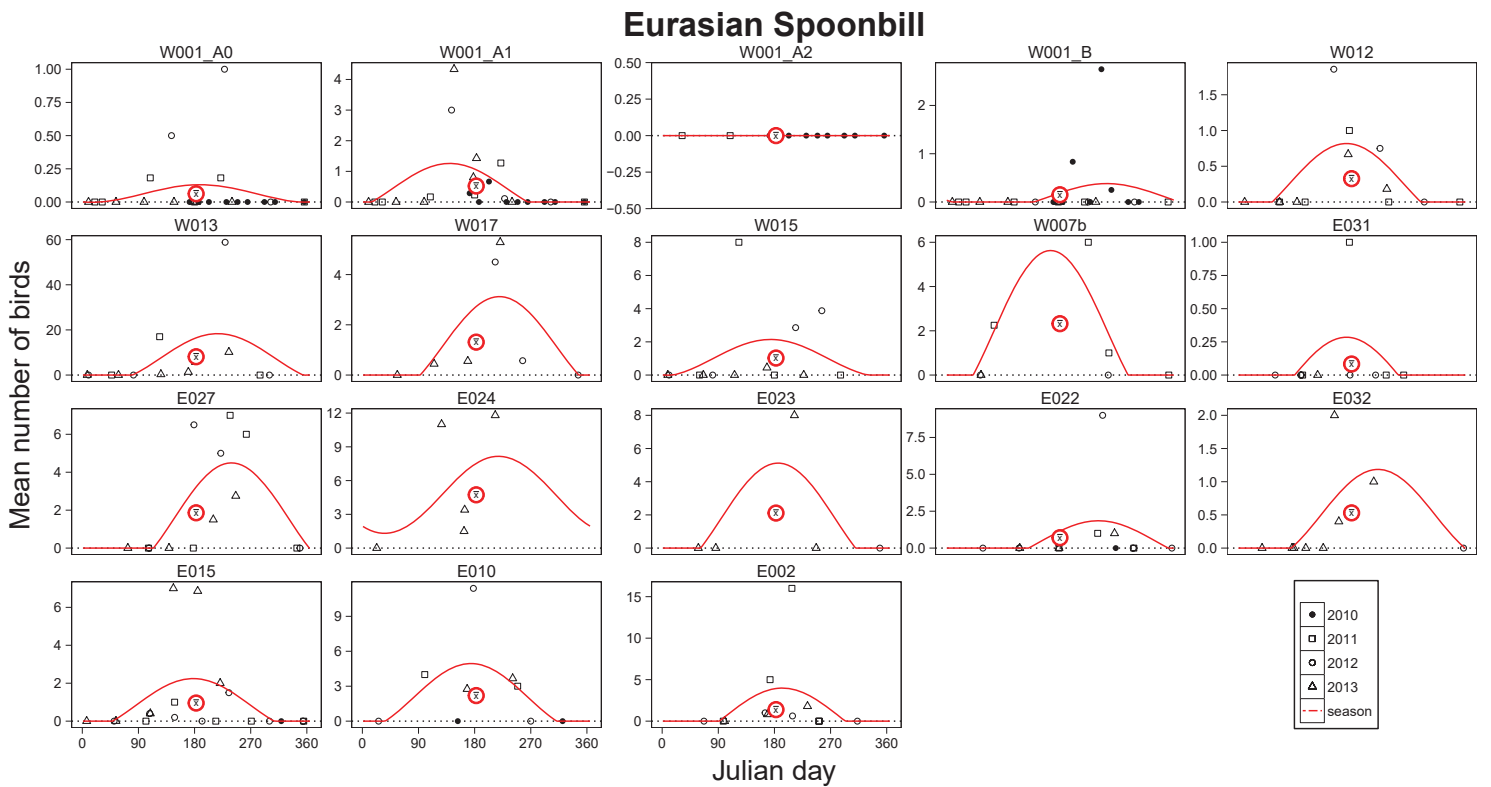 Eurasian Spoonbill
W001_A0 W001_A1 W001_A2 W001_B W012
1.00 0.75 0.50 0.25 0.00
4 3 2 1 0
0.50 0.25 0.00 −0.25 −0.50
2 1 0
1.5 1.0 0.5 0.0
x̄ x̄ x̄ x̄ x̄
W013 W017 W015 W007b E031
60 40 20 0
4 2 0
8 6 4 2 0
6 4 2 0
1.00 0.75 0.50 0.25 0.00
x̄ x̄ x̄ x̄ x̄
Mean number of birds
E027 E024 E023 E022 E032
6 4 2 0
12 9 6 3 0
8 6 4 2 0
7.5 5.0 2.5 0.0
2.0 1.5 1.0 0.5 0.0
x̄ x̄ x̄ x̄ x̄
E015 E010 E002
6 4 2 0
9 6 3 0
15 10 5 0
x̄ x̄ x̄
0 90 180 270 360 0 90 180 270 360 0 90 180 270 360
Julian day
2010
2011
2012
2013
season